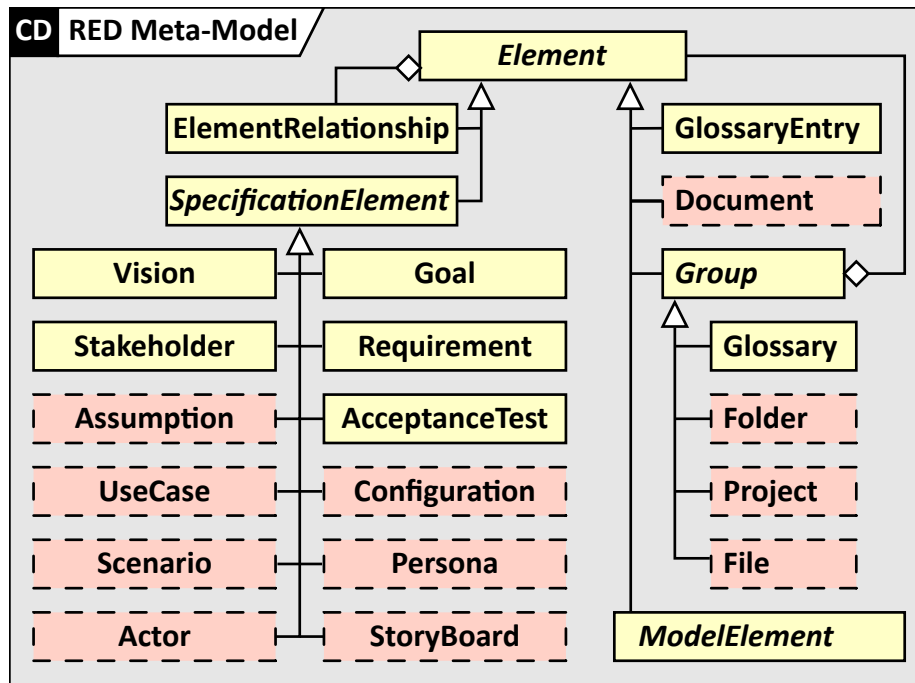 CD RED Meta-Model
Element
ElementRelationship
GlossaryEntry
SpecificationElement
Document
Vision
Goal
Group
Stakeholder
Requirement
Glossary
Assumption
AcceptanceTest
Folder
UseCase
Configuration
Project
Scenario
Persona
File
Actor
StoryBoard
ModelElement